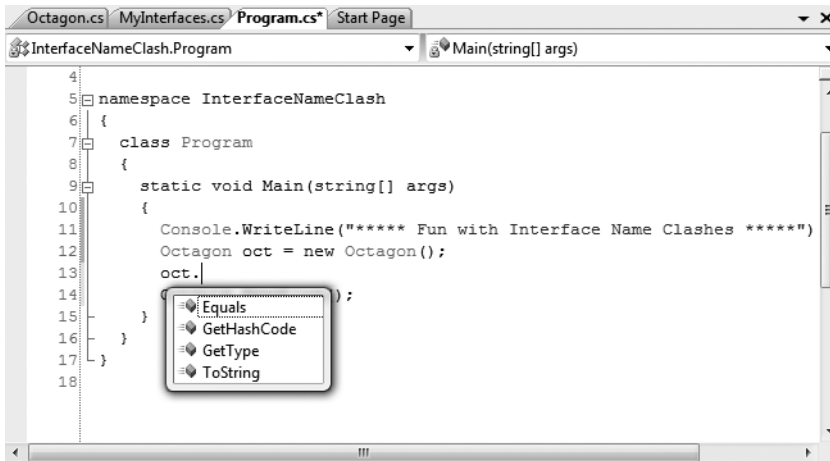 Octagon.cs MyInterfaces.cs Program.cs* Start Page
InterfaceNameClash.Program Main(string[] args)
4
5 namespace InterfaceNameClash
6 {
7 class Program
8 {
9 static void Main(string[] args)
10 {
11 Console.WriteLine("***** Fun with Interface Name Clashes *****")
12 Octagon oct = new Octagon();
13 oct.
14 );
15 }
16 }
17 }
18
Equals
GetHashCode
GetType
ToString